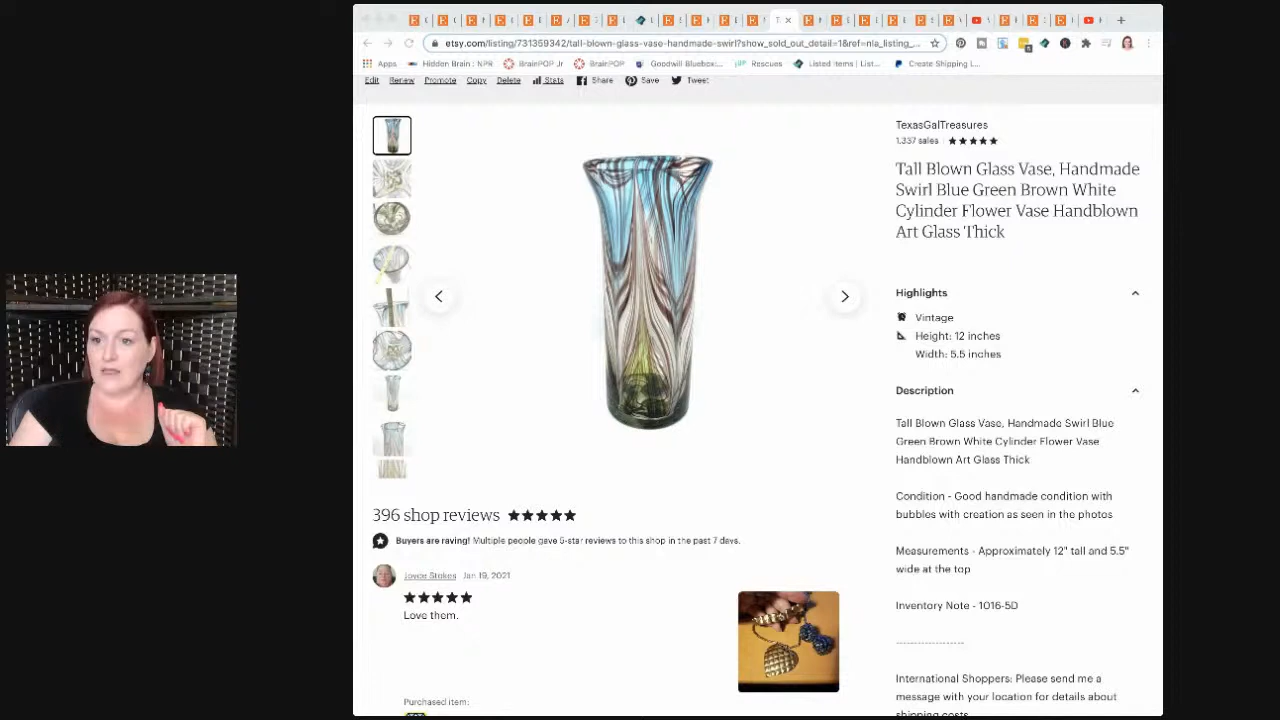 etsy.com/listing/731359342/tall-blown-glass-vase-handmade-swirl?show_sold_out_detail=1&ref=nla_listing_...
Apps Hidden Brain : NPR BrainPOP Jr BrainPOP Goodwill Bluebox:... Rescues Listed Items | List... Create Shipping L...
Edit Renew Promote Copy Delete Stats Share Save Tweet
TexasGalTreasures
1,337 sales
Tall Blown Glass Vase, Handmade
Swirl Blue Green Brown White
Cylinder Flower Vase Handblown
Art Glass Thick
Highlights
Vintage
Height: 12 inches
Width: 5.5 inches
Description
Tall Blown Glass Vase, Handmade Swirl Blue
Green Brown White Cylinder Flower Vase
Handblown Art Glass Thick
Condition - Good handmade condition with
bubbles with creation as seen in the photos
Measurements - Approximately 12" tall and 5.5"
wide at the top
Inventory Note - 1016-5D
-------------------
International Shoppers: Please send me a
message with your location for details about
shipping costs
396 shop reviews
Buyers are raving! Multiple people gave 5-star reviews to this shop in the past 7 days.
Joyce Stokes Jan 19, 2021
Love them.
Purchased item: